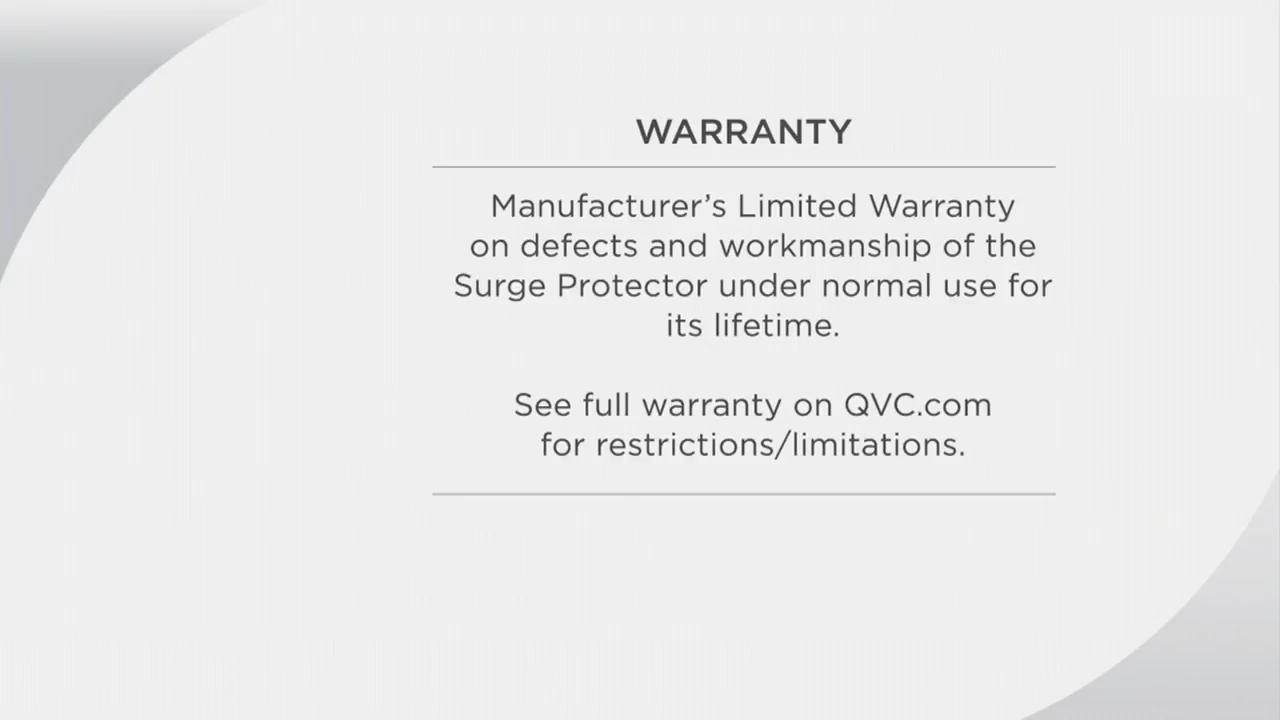 WARRANTY
Manufacturer’s Limited Warranty
on defects and workmanship of the
Surge Protector under normal use for
its lifetime.
See full warranty on QVC.com
for restrictions/limitations.